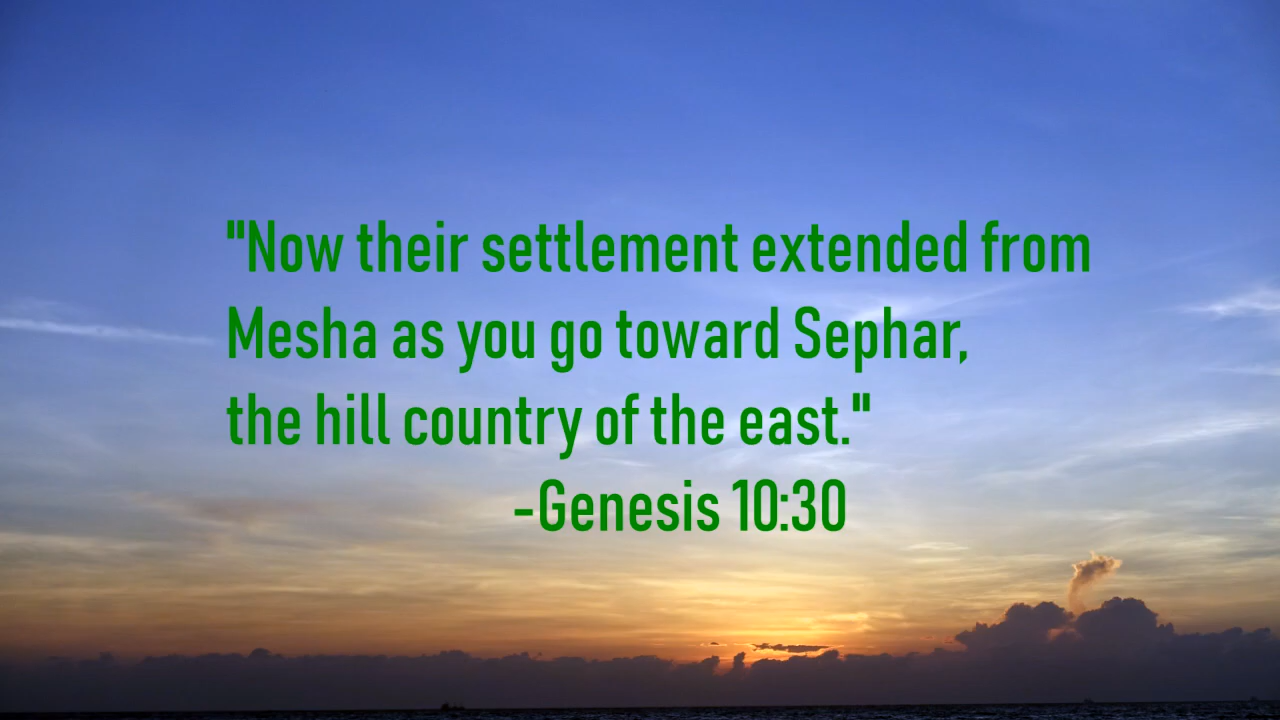 "Now their settlement extended from
Mesha as you go toward Sephar,
the hill country of the east."
-Genesis 10:30